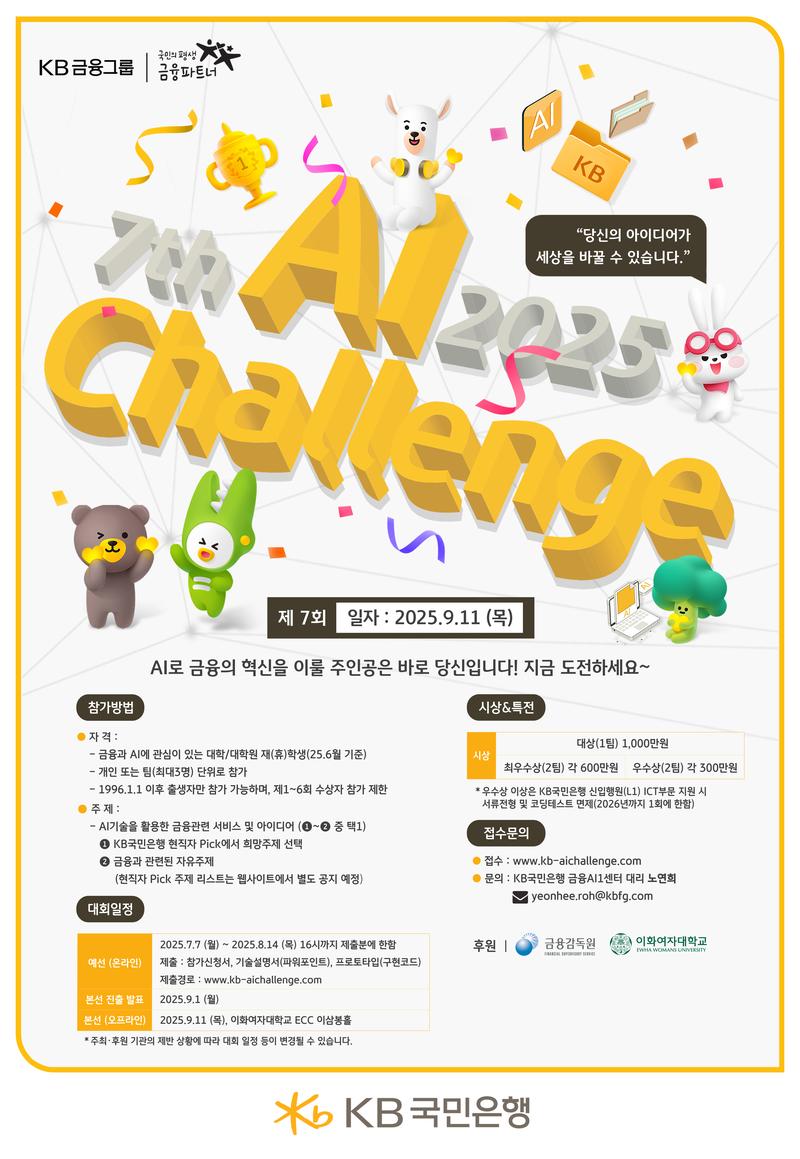 KB 금융그룹
국민의 평생
금융파트너
1
AI
KB
7th AI
2025
Challenge
“당신의 아이디어가
세상을 바꿀 수 있습니다.”
제 7회 일자 : 2025.9.11 (목)
AI로 금융의 혁신을 이룰 주인공은 바로 당신입니다! 지금 도전하세요~
참가방법
자 격 :
– 금융과 AI에 관심이 있는 대학/대학원 재(휴)학생(25.6월 기준)
– 개인 또는 팀(최대3명) 단위로 참가
– 1996.1.1 이후 출생자만 참가 가능하며, 제1~6회 수상자 참가 제한
주 제 :
– AI기술을 활용한 금융관련 서비스 및 아이디어 (❶~❷ 중 택1)
❶ KB국민은행 현직자 Pick에서 희망주제 선택
❷ 금융과 관련된 자유주제
(현직자 Pick 주제 리스트는 웹사이트에서 별도 공지 예정)
대회일정
예선 (온라인)
2025.7.7 (월) ~ 2025.8.14 (목) 16시까지 제출분에 한함
제출 : 참가신청서, 기술설명서(파워포인트), 프로토타입(구현코드)
제출경로 : www.kb-aichallenge.com
본선 진출 발표 2025.9.1 (월)
본선 (오프라인) 2025.9.11 (목), 이화여자대학교 ECC 이삼봉홀
* 주최·후원 기관의 제반 상황에 따라 대회 일정 등이 변경될 수 있습니다.
시상&특전
시상
대상(1팀) 1,000만원
최우수상(2팀) 각 600만원 우수상(2팀) 각 300만원
* 우수상 이상은 KB국민은행 신입행원(L1) ICT부문 지원 시
서류전형 및 코딩테스트 면제(2026년까지 1회에 한함)
접수문의
접수 : www.kb-aichallenge.com
문의 : KB국민은행 금융AI1센터 대리 노연희
yeonhee.roh@kbfg.com
후원 | 금융감독원 이화여자대학교
FINANCIAL SUPERVISORY SERVICE EWHA WOMANS UNIVERSITY
KB 국민은행